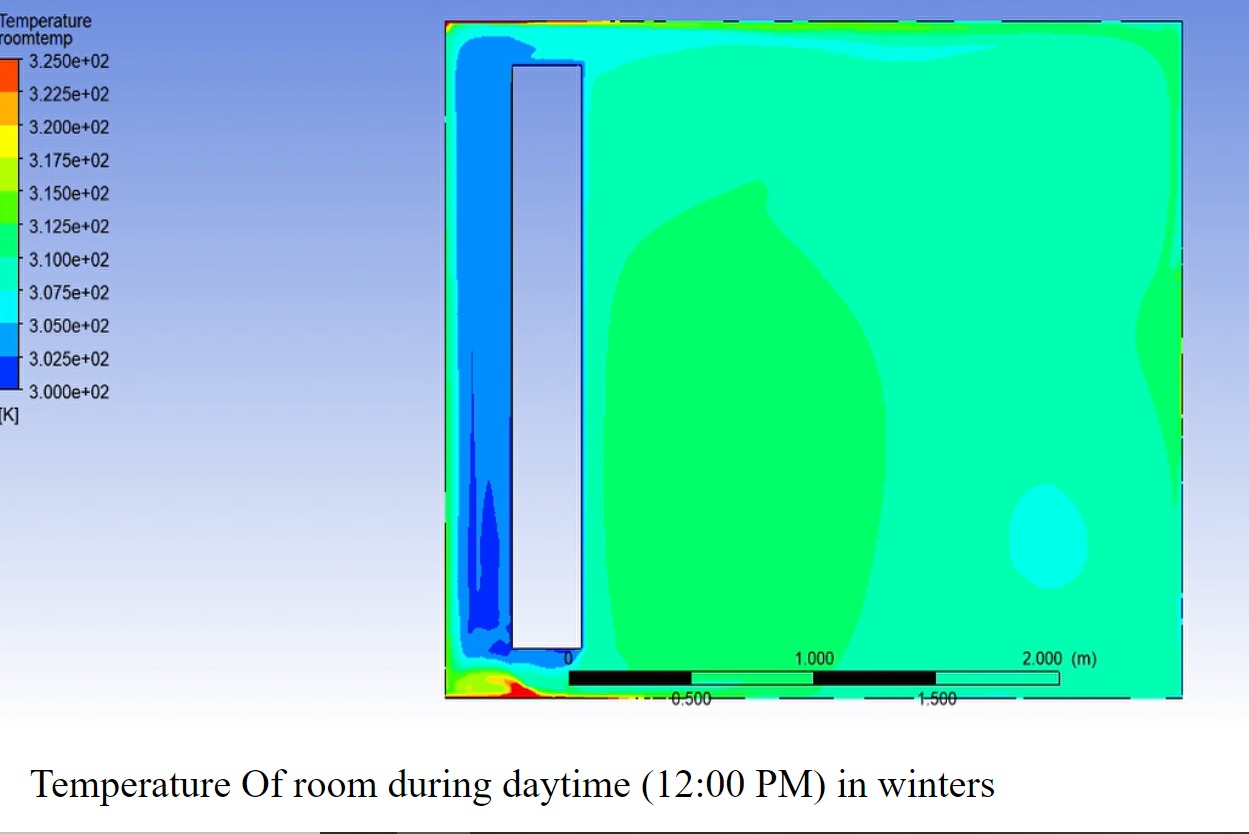 Temperature
roomtemp
3.250e+02
3.225e+02
3.200e+02
3.175e+02
3.150e+02
3.125e+02
3.100e+02
3.075e+02
3.050e+02
3.025e+02
3.000e+02
[K]
0 1.000 2.000 (m)
0.500 1.500
Temperature Of room during daytime (12:00 PM) in winters